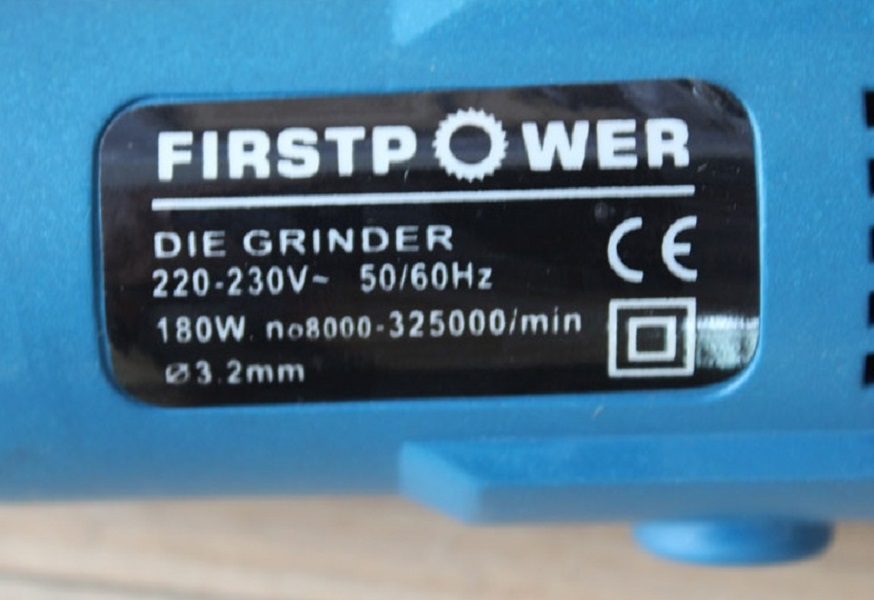 FIRSTPOWER
DIE GRINDER
220-230V~ 50/60Hz
180W. no8000-325000/min
Ø3.2mm
CE